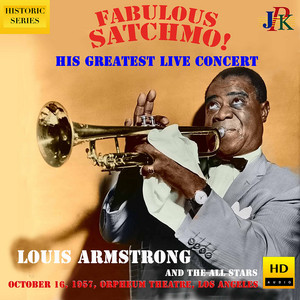 HISTORIC
SERIES
FABULOUS
SATCHMO!
JPK
HIS GREATEST LIVE CONCERT
LOUIS ARMSTRONG
AND THE ALL STARS
OCTOBER 16, 1957, ORPHEUM THEATRE, LOS ANGELES
HD
AUDIO